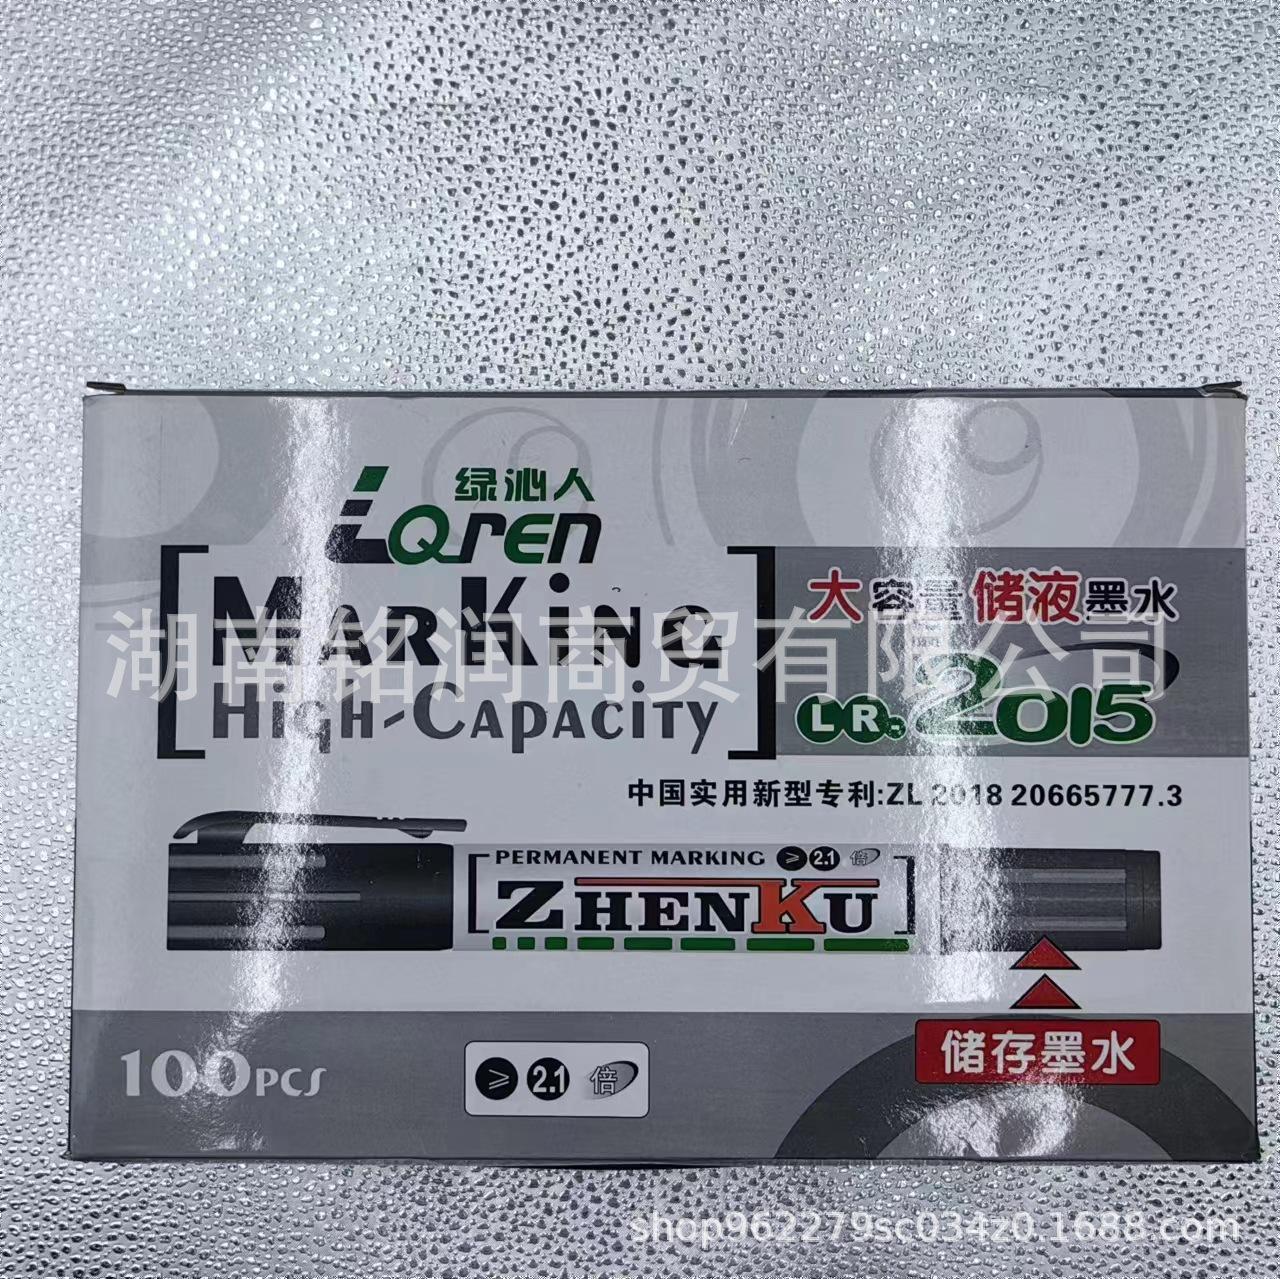 绿沁人
LQren
MarKing
High-Capacity
大容量储液墨水
LR. 2015
湖南铭润商贸有限公司
中国实用新型专利:ZL 2018 20665777.3
PERMANENT MARKING ≥ 2.1 倍
ZHENKU
储存墨水
100PCS
≥ 2.1 倍
shop962279sc034z0.1688.com